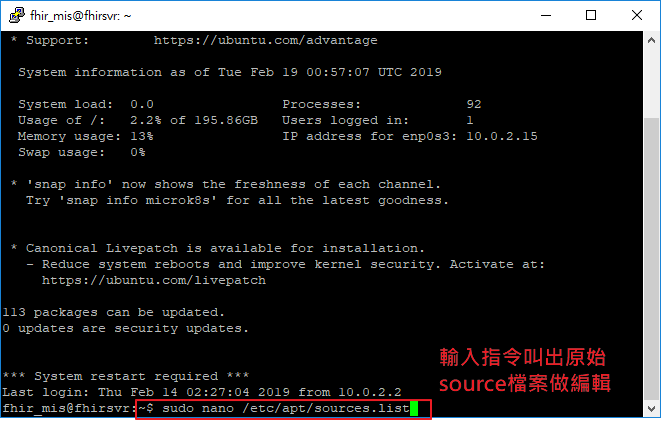 fhir_mis@fhirsvr: ~
* Support:        https://ubuntu.com/advantage
System information as of Tue Feb 19 00:57:07 UTC 2019
System load:  0.0                Processes:              92
Usage of /:   2.2% of 195.86GB   Users logged in:        1
Memory usage: 13%                IP address for enp0s3: 10.0.2.15
Swap usage:   0%
* 'snap info' now shows the freshness of each channel.
Try 'snap info microk8s' for all the latest goodness.
* Canonical Livepatch is available for installation.
- Reduce system reboots and improve kernel security. Activate at:
https://ubuntu.com/livepatch
113 packages can be updated.
0 updates are security updates.
*** System restart required ***
Last login: Thu Feb 14 02:27:04 2019 from 10.0.2.2
fhir_mis@fhirsvr:~$ sudo nano /etc/apt/sources.list
輸入指令叫出原始
source檔案做編輯